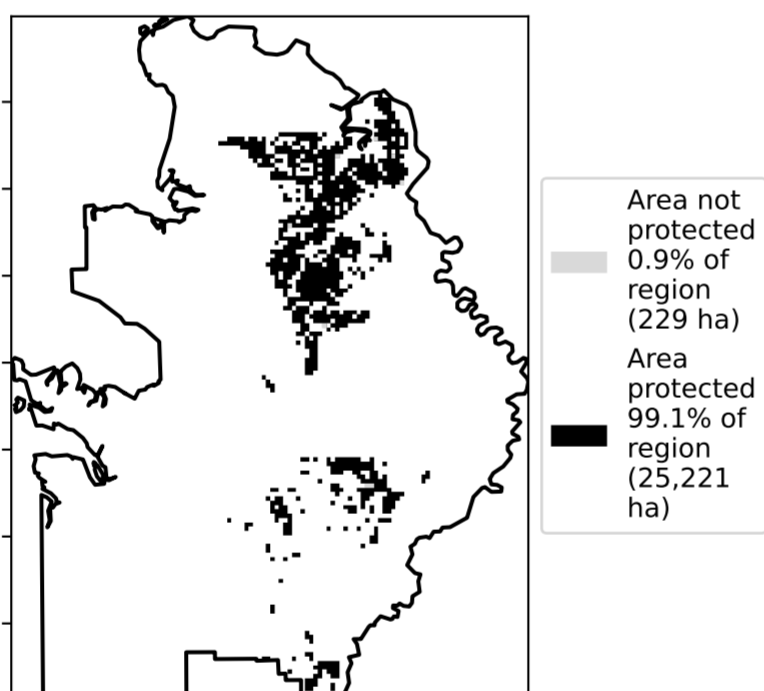 Area not
protected
0.9% of
region
(229 ha)
Area
protected
99.1% of
region
(25,221
ha)